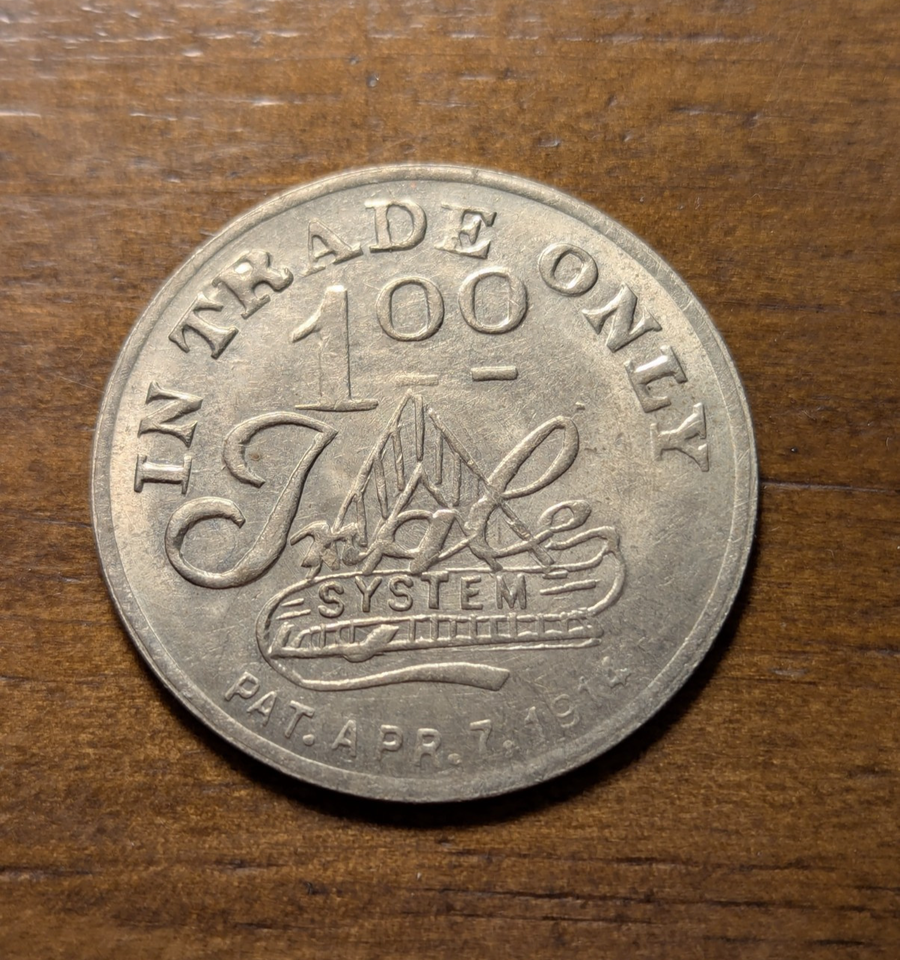 IN TRADE ONLY
1 00
Ingle
SYSTEM
PAT. APR. 7. 1914